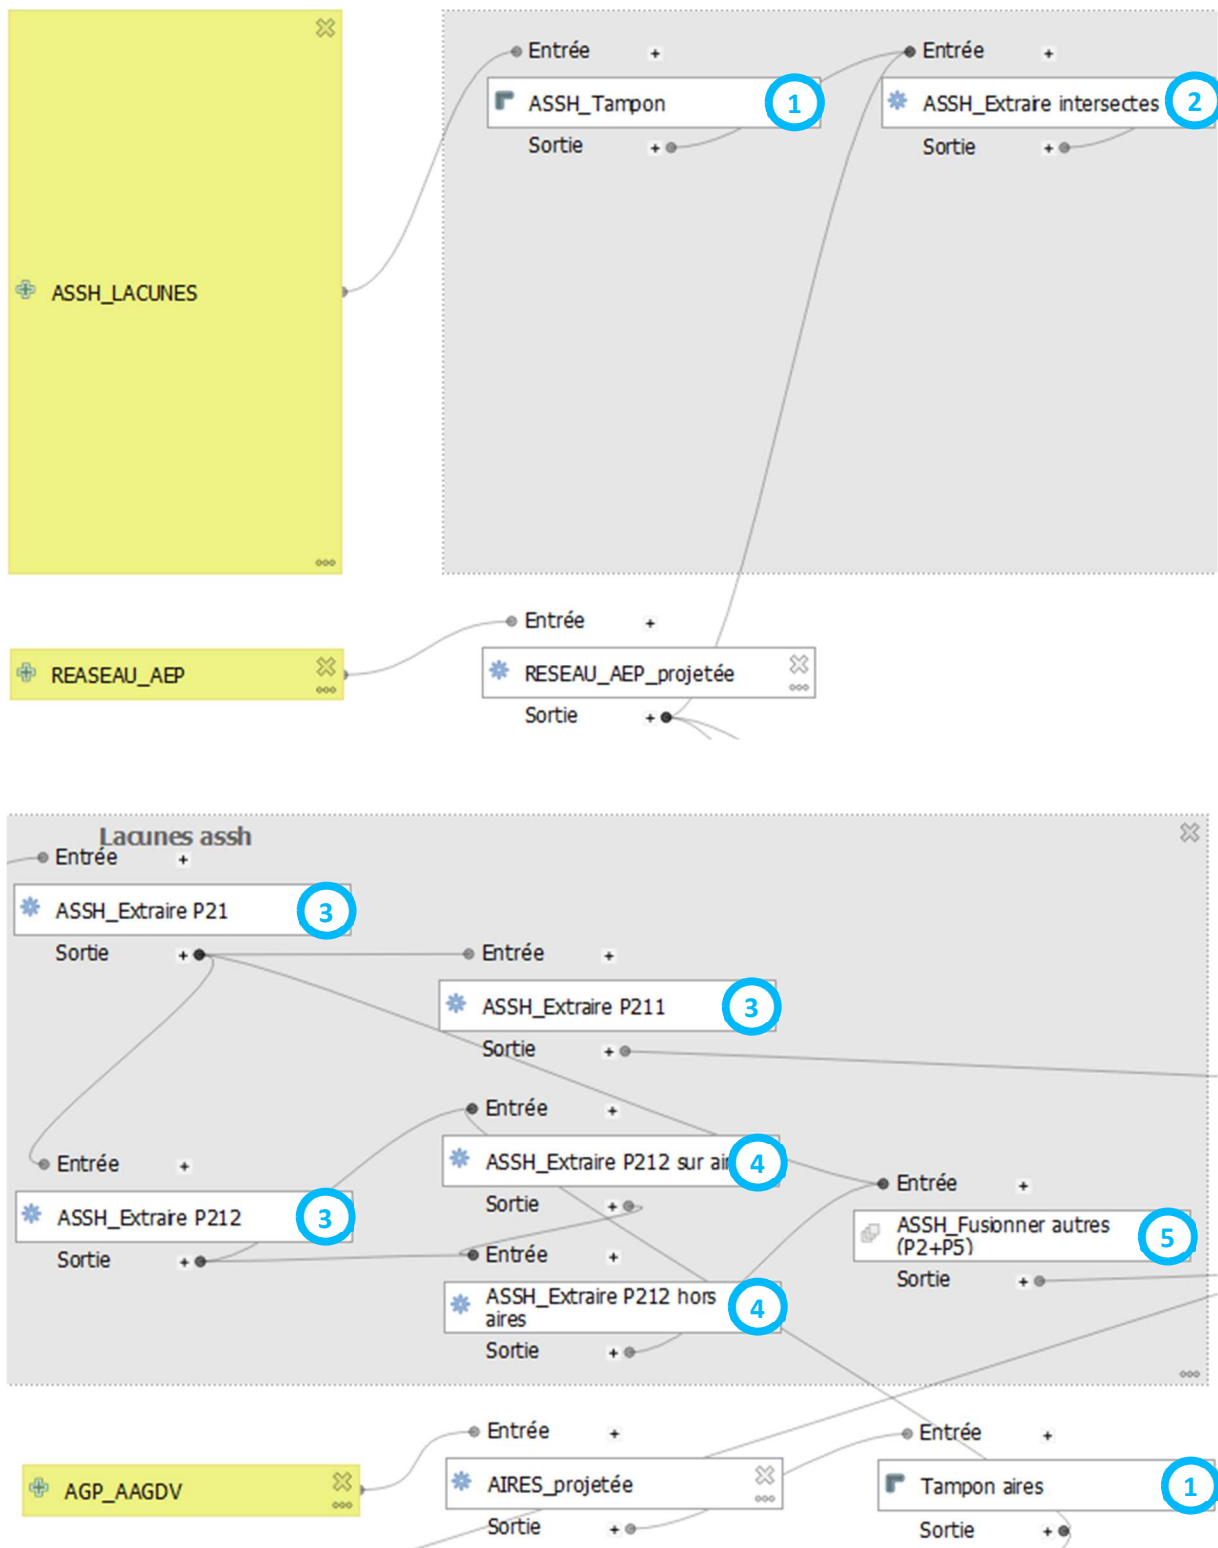 Entrée +
Entrée +
ASSH_Tampon
1
ASSH_Extraire intersectes
2
Sortie +
Sortie +
ASSH_LACUNES
Entrée +
REASEAU_AEP
RESEAU_AEP_projetée
Sortie +
Lacunes assh
Entrée +
ASSH_Extraire P21
3
Sortie +
Entrée +
ASSH_Extraire P211
3
Sortie +
Entrée +
ASSH_Extraire P212 sur ai
4
Sortie +
Entrée +
ASSH_Extraire P212
3
Sortie +
Entrée +
ASSH_Fusionner autres
(P2+P5)
5
Sortie +
Entrée +
ASSH_Extraire P212 hors
aires
4
Sortie +
Entrée +
Entrée +
AGP_AAGDV
AIRES_projetée
Tampon aires
1
Sortie +
Sortie +